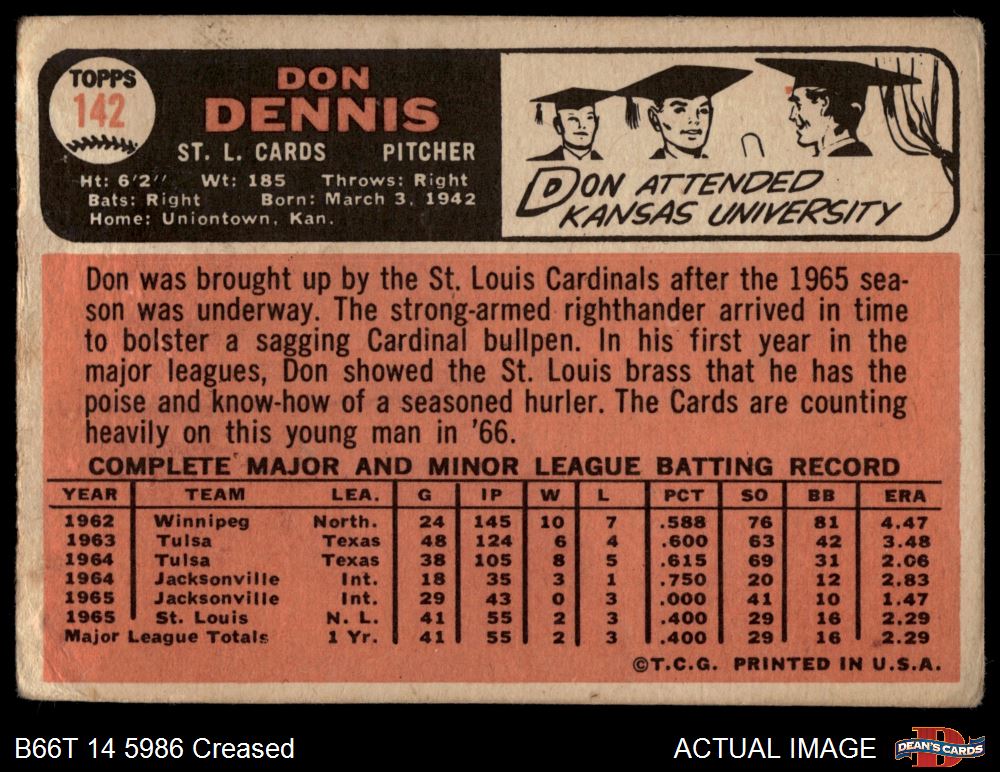 TOPPS
142
DON
DENNIS
ST. L. CARDS PITCHER
Ht: 6'2" Wt: 185 Throws: Right
Bats: Right Born: March 3, 1942
Home: Uniontown, Kan.
DON ATTENDED
KANSAS UNIVERSITY
Don was brought up by the St. Louis Cardinals after the 1965 sea-
son was underway. The strong-armed righthander arrived in time
to bolster a sagging Cardinal bullpen. In his first year in the
major leagues, Don showed the St. Louis brass that he has the
poise and know-how of a seasoned hurler. The Cards are counting
heavily on this young man in '66.
COMPLETE MAJOR AND MINOR LEAGUE BATTING RECORD
YEAR TEAM LEA. G IP W L PCT SO BB ERA
1962 Winnipeg North. 24 145 10 7 .588 76 81 4.47
1963 Tulsa Texas 48 124 6 4 .600 63 42 3.48
1964 Tulsa Texas 38 105 8 5 .615 69 31 2.06
1964 Jacksonville Int. 18 35 3 1 .750 20 12 2.83
1965 Jacksonville Int. 29 43 0 3 .000 41 10 1.47
1965 St. Louis N. L. 41 55 2 3 .400 29 16 2.29
Major League Totals 1 Yr. 41 55 2 3 .400 29 16 2.29
©T.C.G. PRINTED IN U.S.A.
B66T 14 5986 Creased
ACTUAL IMAGE
DEAN'S CARDS